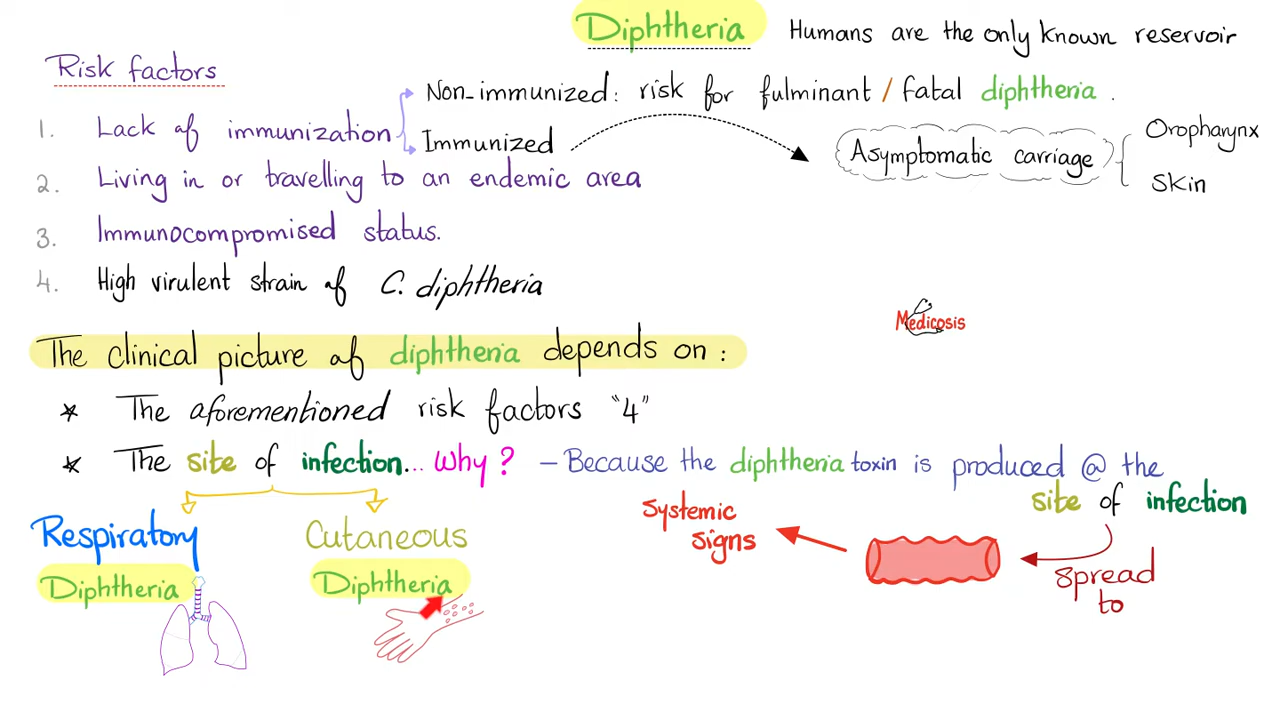 Diphtheria
Humans are the only known reservoir
Risk factors
1. Lack of immunization
Non-immunized: risk for fulminant / fatal diphtheria.
Immunized
Asymptomatic carriage
Oropharynx
Skin
2. Living in or travelling to an endemic area
3. Immunocompromised status.
4. High virulent strain of C. diphtheria
Medicosis
The clinical picture of diphtheria depends on:
* The aforementioned risk factors "4"
* The site of infection... Why? – Because the diphtheria toxin is produced @ the
site of infection
Respiratory
Diphtheria
Cutaneous
Diphtheria
Systemic
signs
spread
to